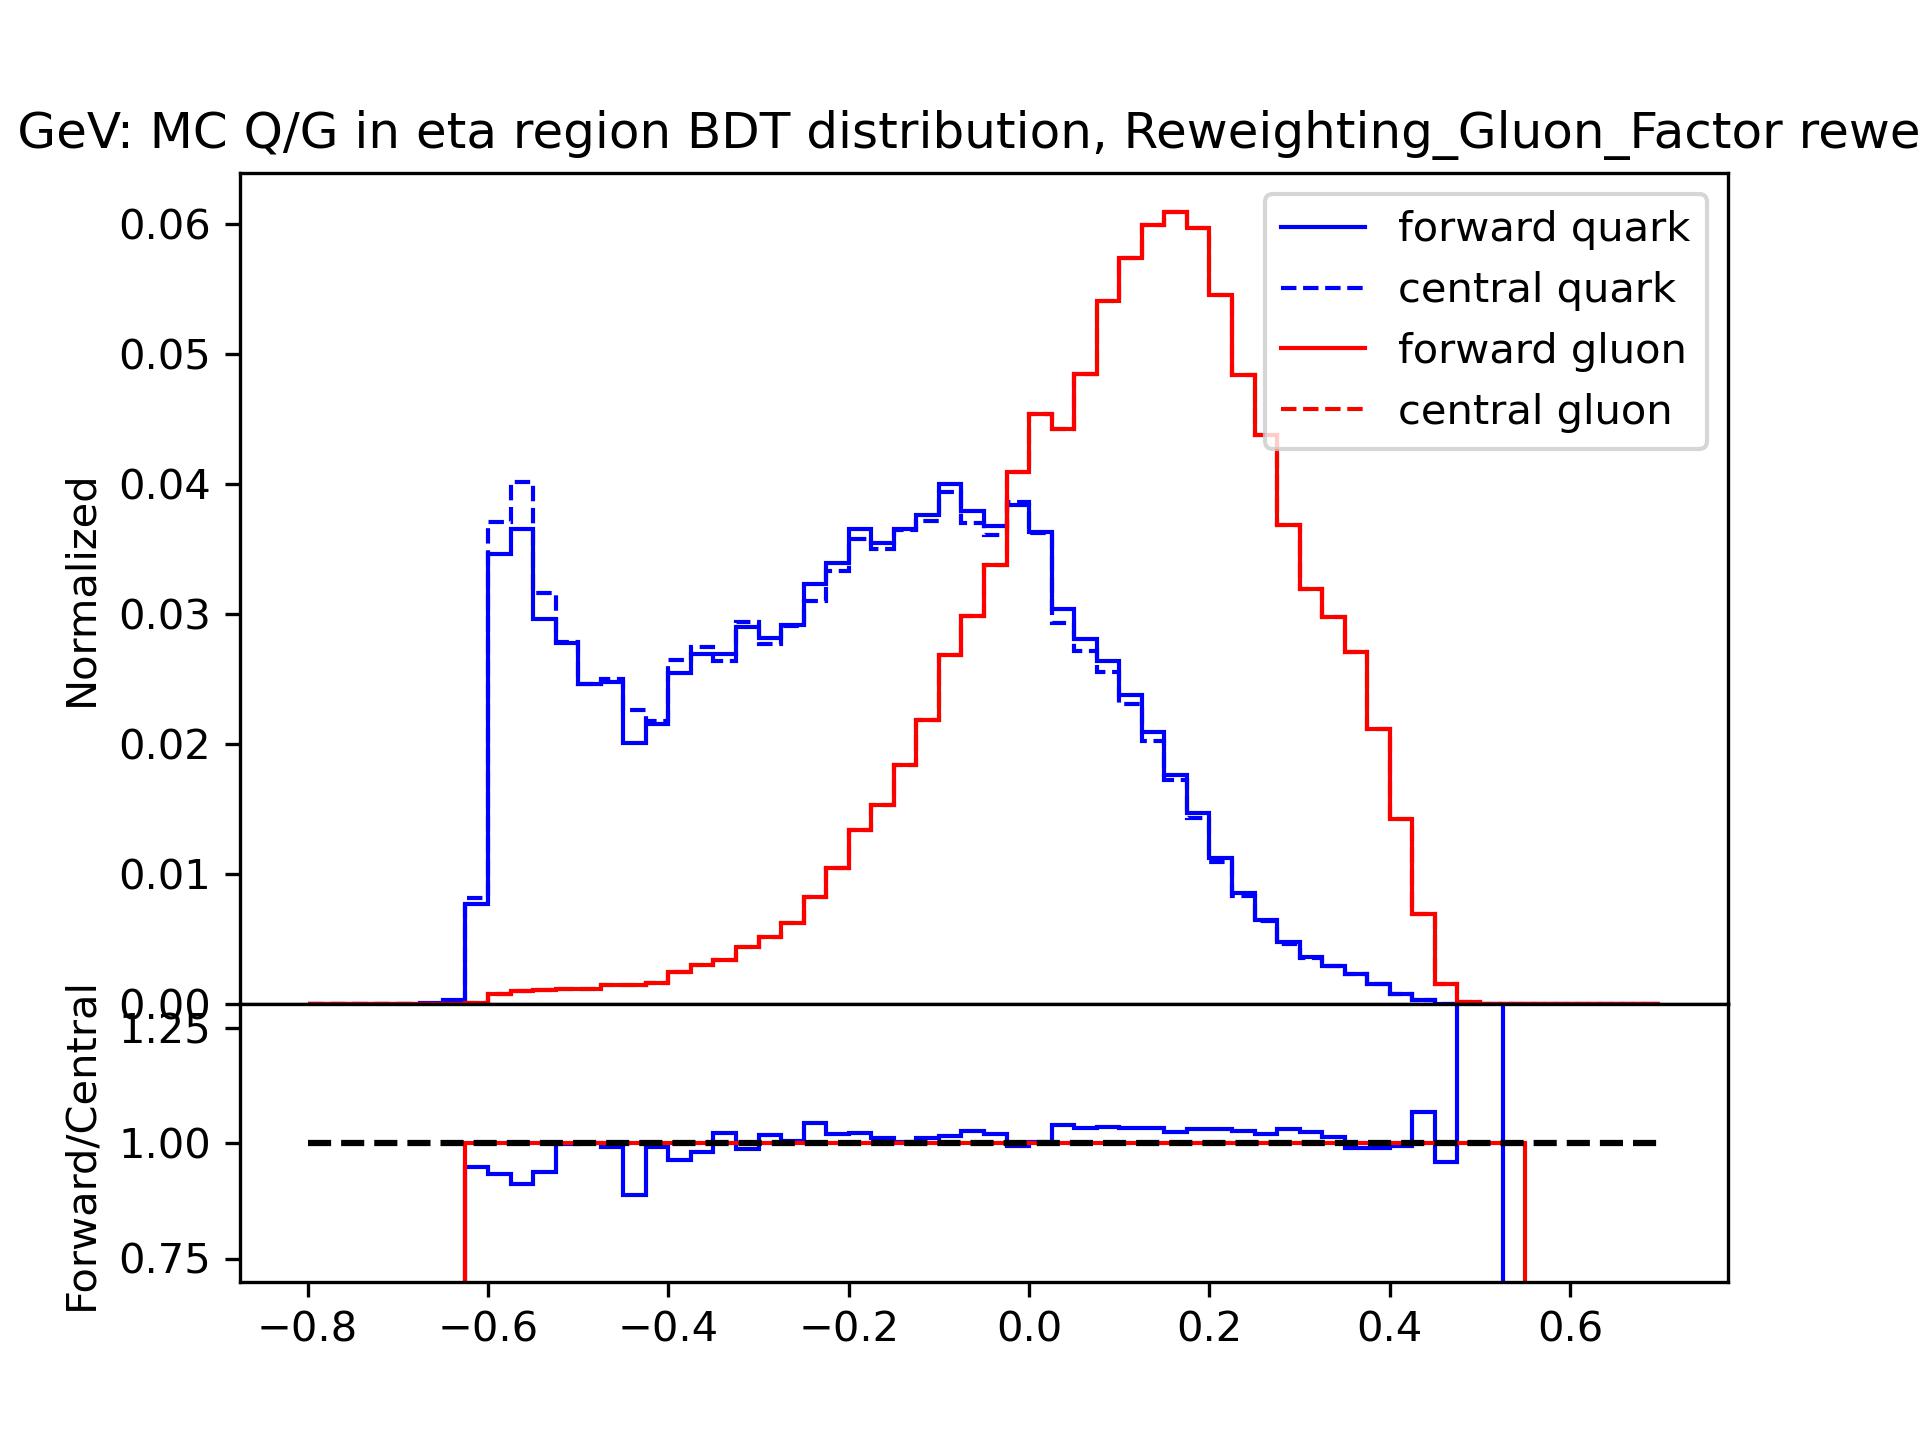 GeV: MC Q/G in eta region BDT distribution, Reweighting_Gluon_Factor rewe
forward quark
central quark
forward gluon
central gluon
Normalized
0.06
0.05
0.04
0.03
0.02
0.01
0.00
Forward/Central
1.25
1.00
0.75
−0.8 −0.6 −0.4 −0.2 0.0 0.2 0.4 0.6